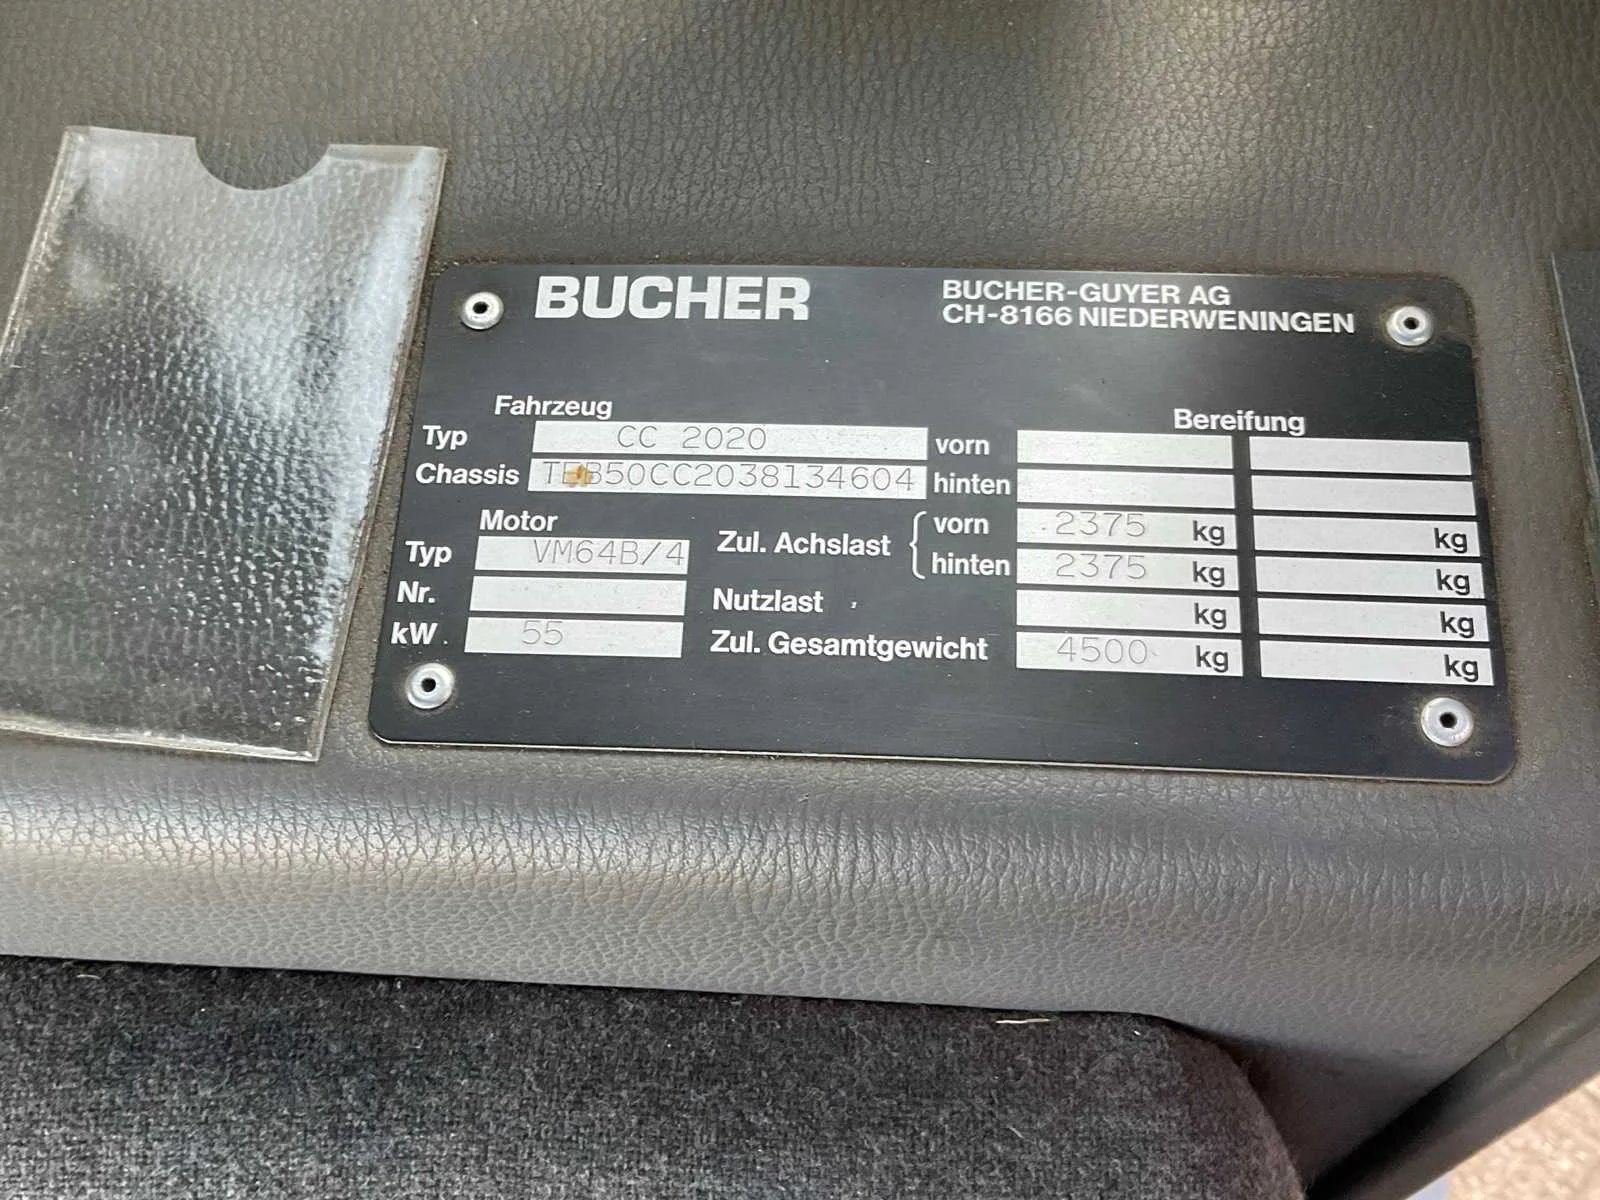 BUCHER
BUCHER-GUYER AG
CH-8166 NIEDERWENINGEN
Fahrzeug
Bereifung
Typ CC 2020 vorn
Chassis TEB50CC2038134604 hinten
Motor
Typ VM64B/4
Nr.
kW 55
Zul. Achslast
vorn 2375 kg kg
hinten 2375 kg kg
Nutzlast kg kg
Zul. Gesamtgewicht 4500 kg kg